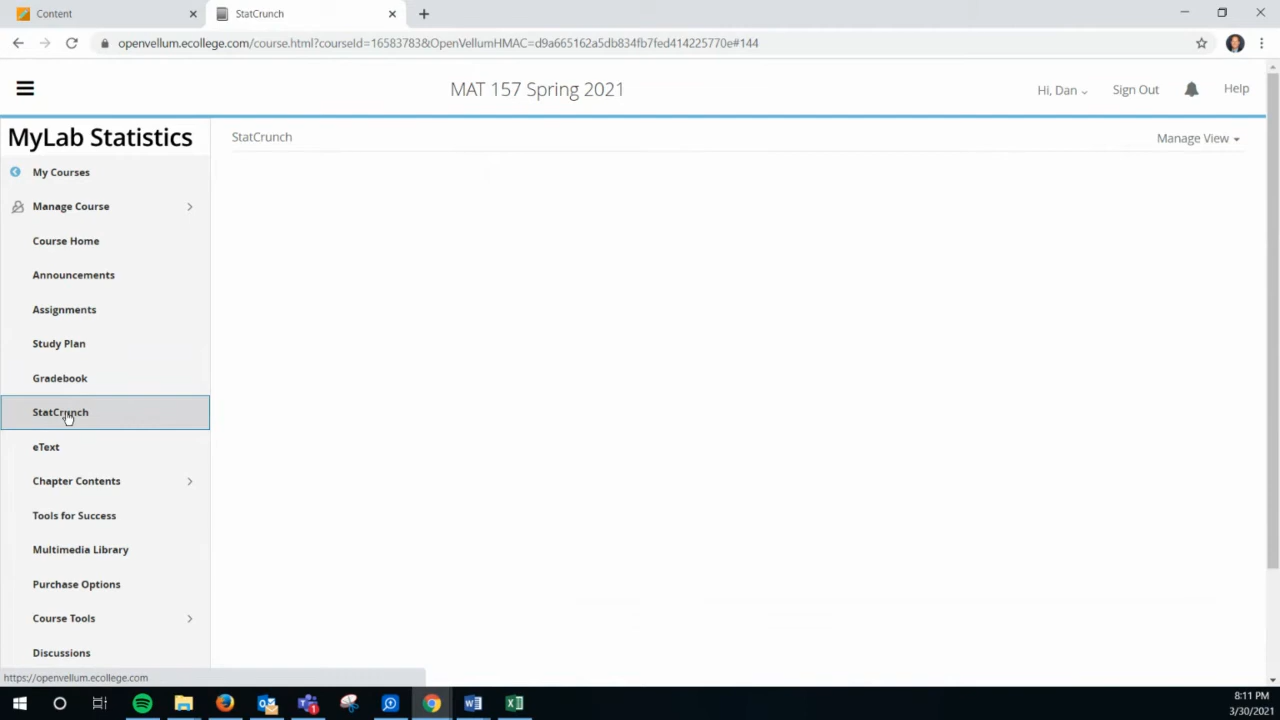 Content
StatCrunch
openvellum.ecollege.com/course.html?courseId=16583783&OpenVellumHMAC=d9a665162a5db834fb7fed414225770e#144
MAT 157 Spring 2021
Hi, Dan
Sign Out
Help
MyLab Statistics
StatCrunch
Manage View
My Courses
Manage Course
Course Home
Announcements
Assignments
Study Plan
Gradebook
StatCrunch
eText
Chapter Contents
Tools for Success
Multimedia Library
Purchase Options
Course Tools
Discussions
https://openvellum.ecollege.com
8:11 PM
3/30/2021